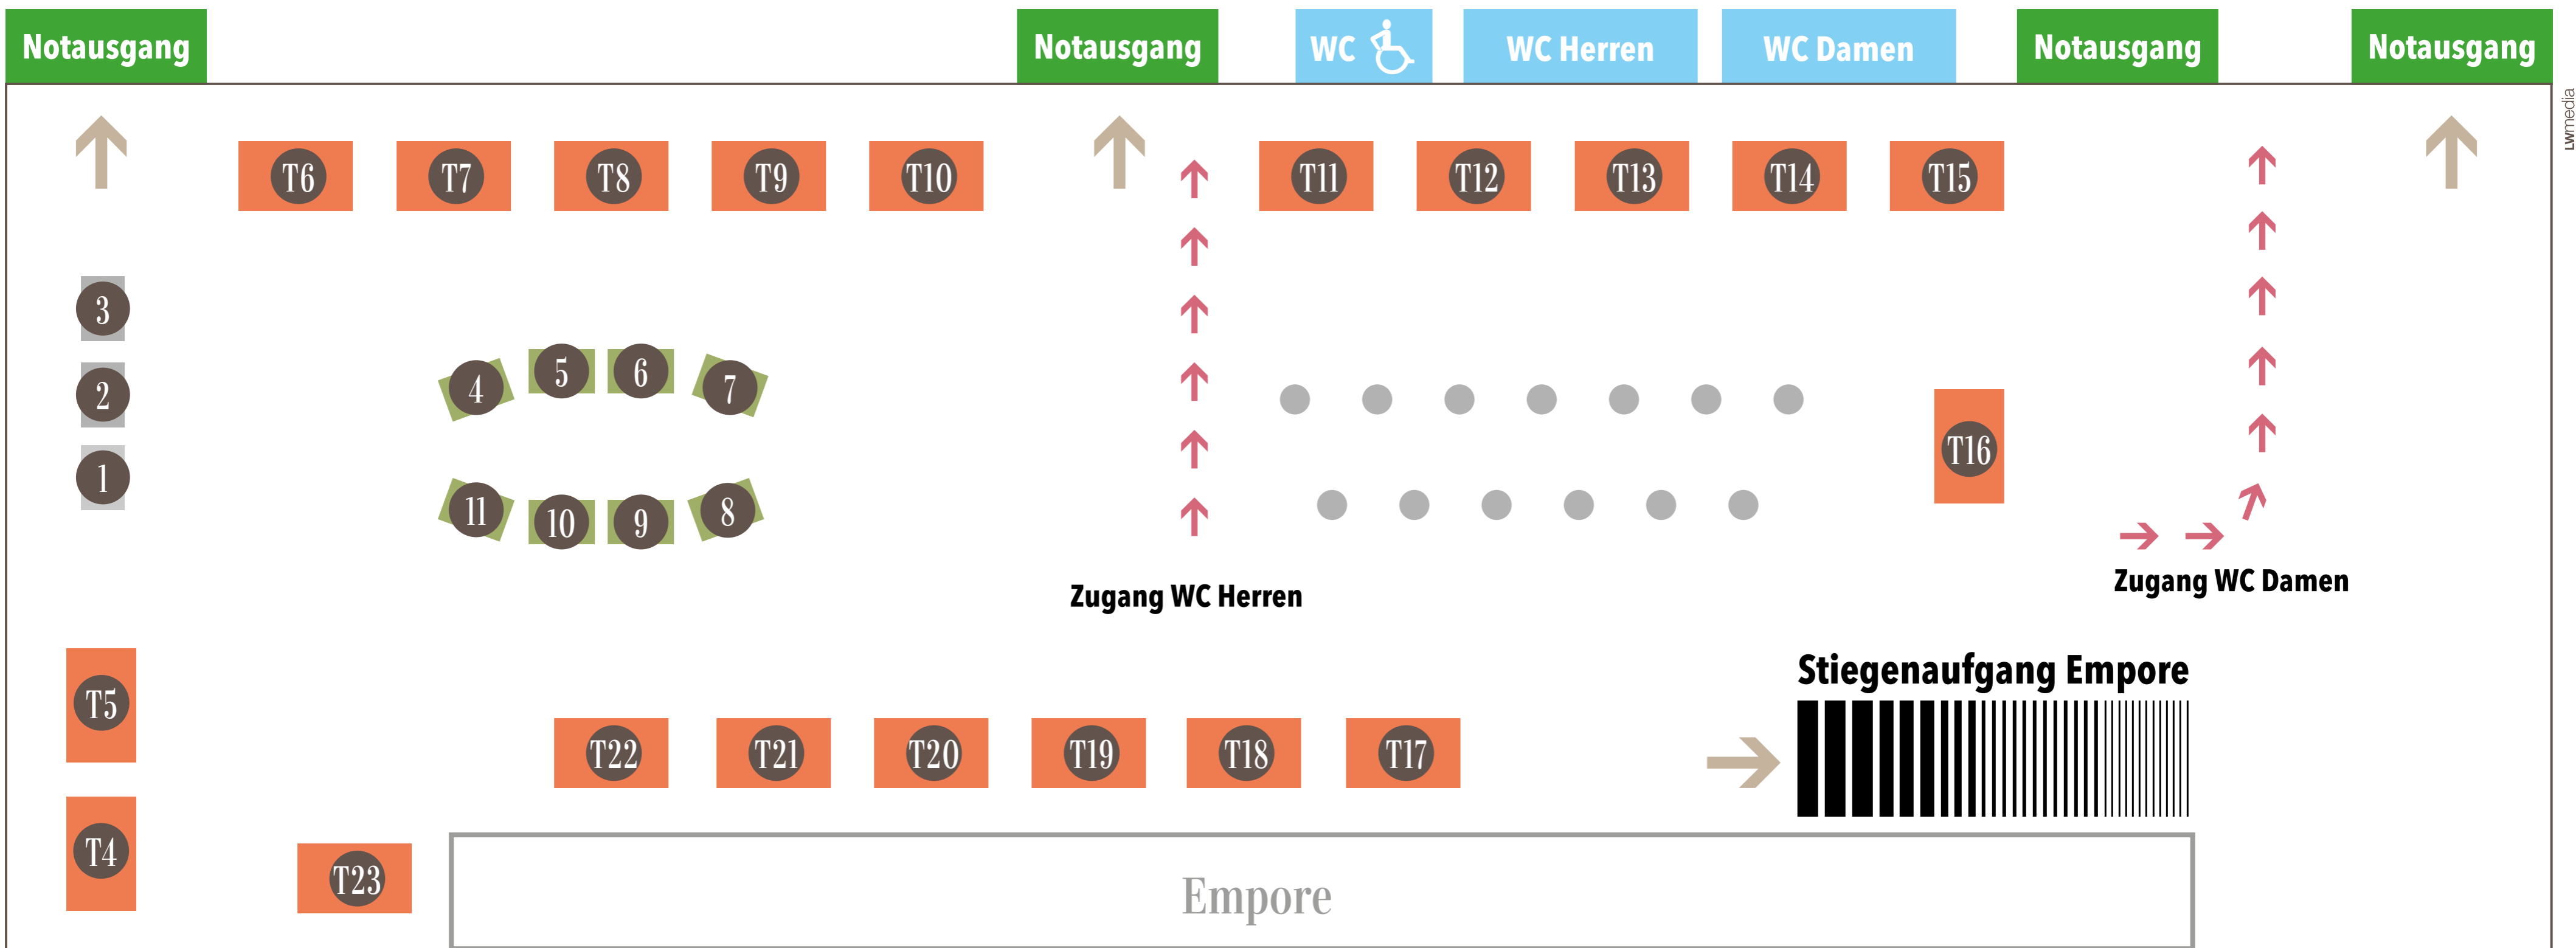 Notausgang
Notausgang
WC
WC Herren
WC Damen
Notausgang
Notausgang
LWmedia
T6
T7
T8
T9
T10
T11
T12
T13
T14
T15
3
2
1
4
5
6
7
11
10
9
8
T16
Zugang WC Herren
Zugang WC Damen
Stiegenaufgang Empore
T5
T22
T21
T20
T19
T18
T17
T4
T23
Empore